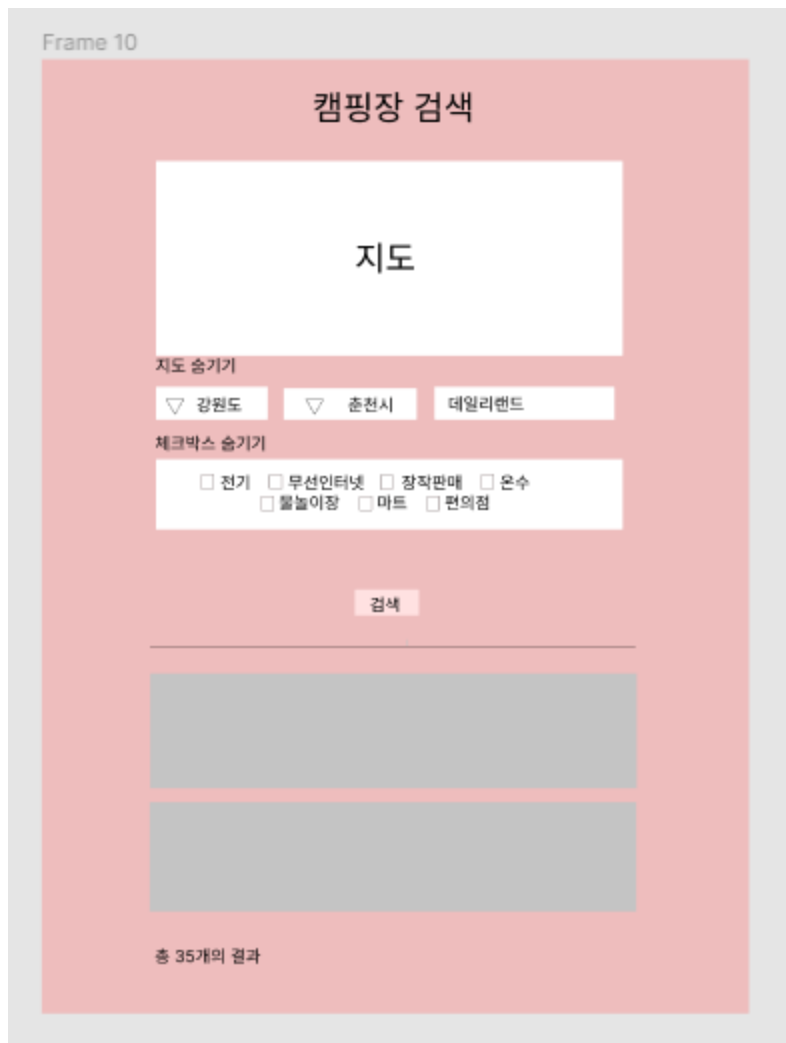 Frame 10
캠핑장 검색
지도
지도 숨기기
▽ 강원도 ▽ 춘천시 데일리랜드
체크박스 숨기기
☐ 전기 ☐ 무선인터넷 ☐ 장작판매 ☐ 온수
☐ 물놀이장 ☐ 마트 ☐ 편의점
검색
총 35개의 결과